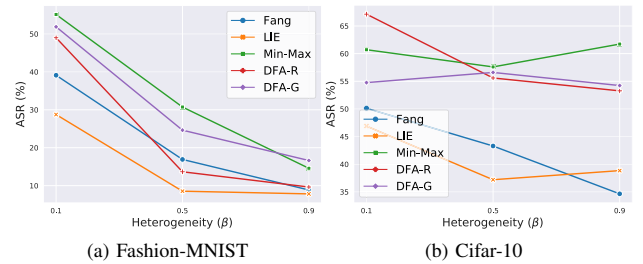 ASR (%)
50
40
30
20
10
Fang
LIE
Min-Max
DFA-R
DFA-G
0.1
0.5
0.9
Heterogeneity (β)
(a) Fashion-MNIST
ASR (%)
65
60
55
50
45
40
35
Fang
LIE
Min-Max
DFA-R
DFA-G
0.1
0.5
0.9
Heterogeneity (β)
(b) Cifar-10